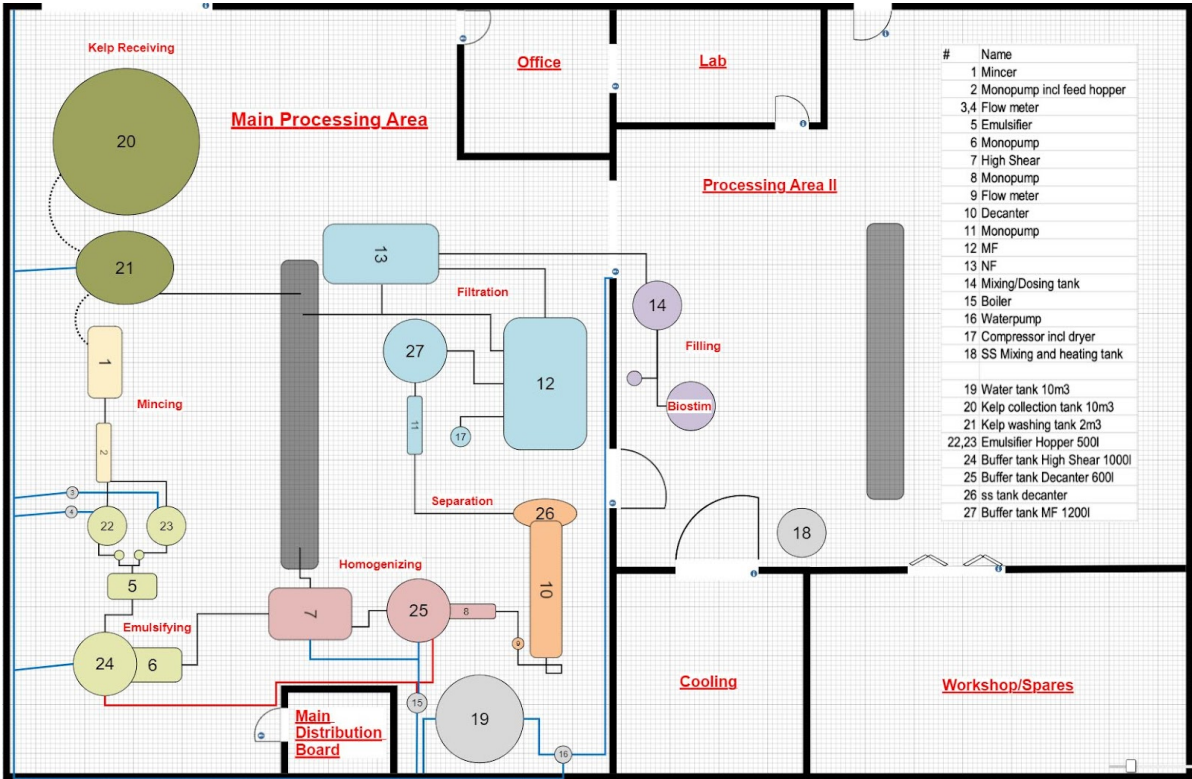 Kelp Receiving
20
Main Processing Area
21
1
Mincing
2
3
4
22
23
5
Emulsifying
24
6
Office
Lab
Processing Area II
13
Filtration
27
12
11
17
Separation
26
10
Homogenizing
7
25
8
9
15
19
16
Main
Distribution
Board
14
Filling
Biostim
18
Cooling
Workshop/Spares
# Name
1 Mincer
2 Monopump incl feed hopper
3,4 Flow meter
5 Emulsifier
6 Monopump
7 High Shear
8 Monopump
9 Flow meter
10 Decanter
11 Monopump
12 MF
13 NF
14 Mixing/Dosing tank
15 Boiler
16 Waterpump
17 Compressor incl dryer
18 SS Mixing and heating tank
19 Water tank 10m3
20 Kelp collection tank 10m3
21 Kelp washing tank 2m3
22,23 Emulsifier Hopper 500l
24 Buffer tank High Shear 1000l
25 Buffer tank Decanter 600l
26 ss tank decanter
27 Buffer tank MF 1200l